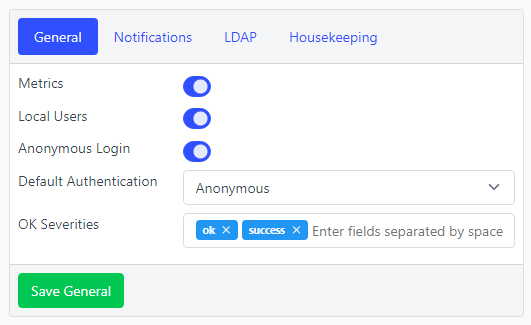 General Notifications LDAP Housekeeping
Metrics
Local Users
Anonymous Login
Default Authentication Anonymous
OK Severities ok × success × Enter fields separated by space
Save General